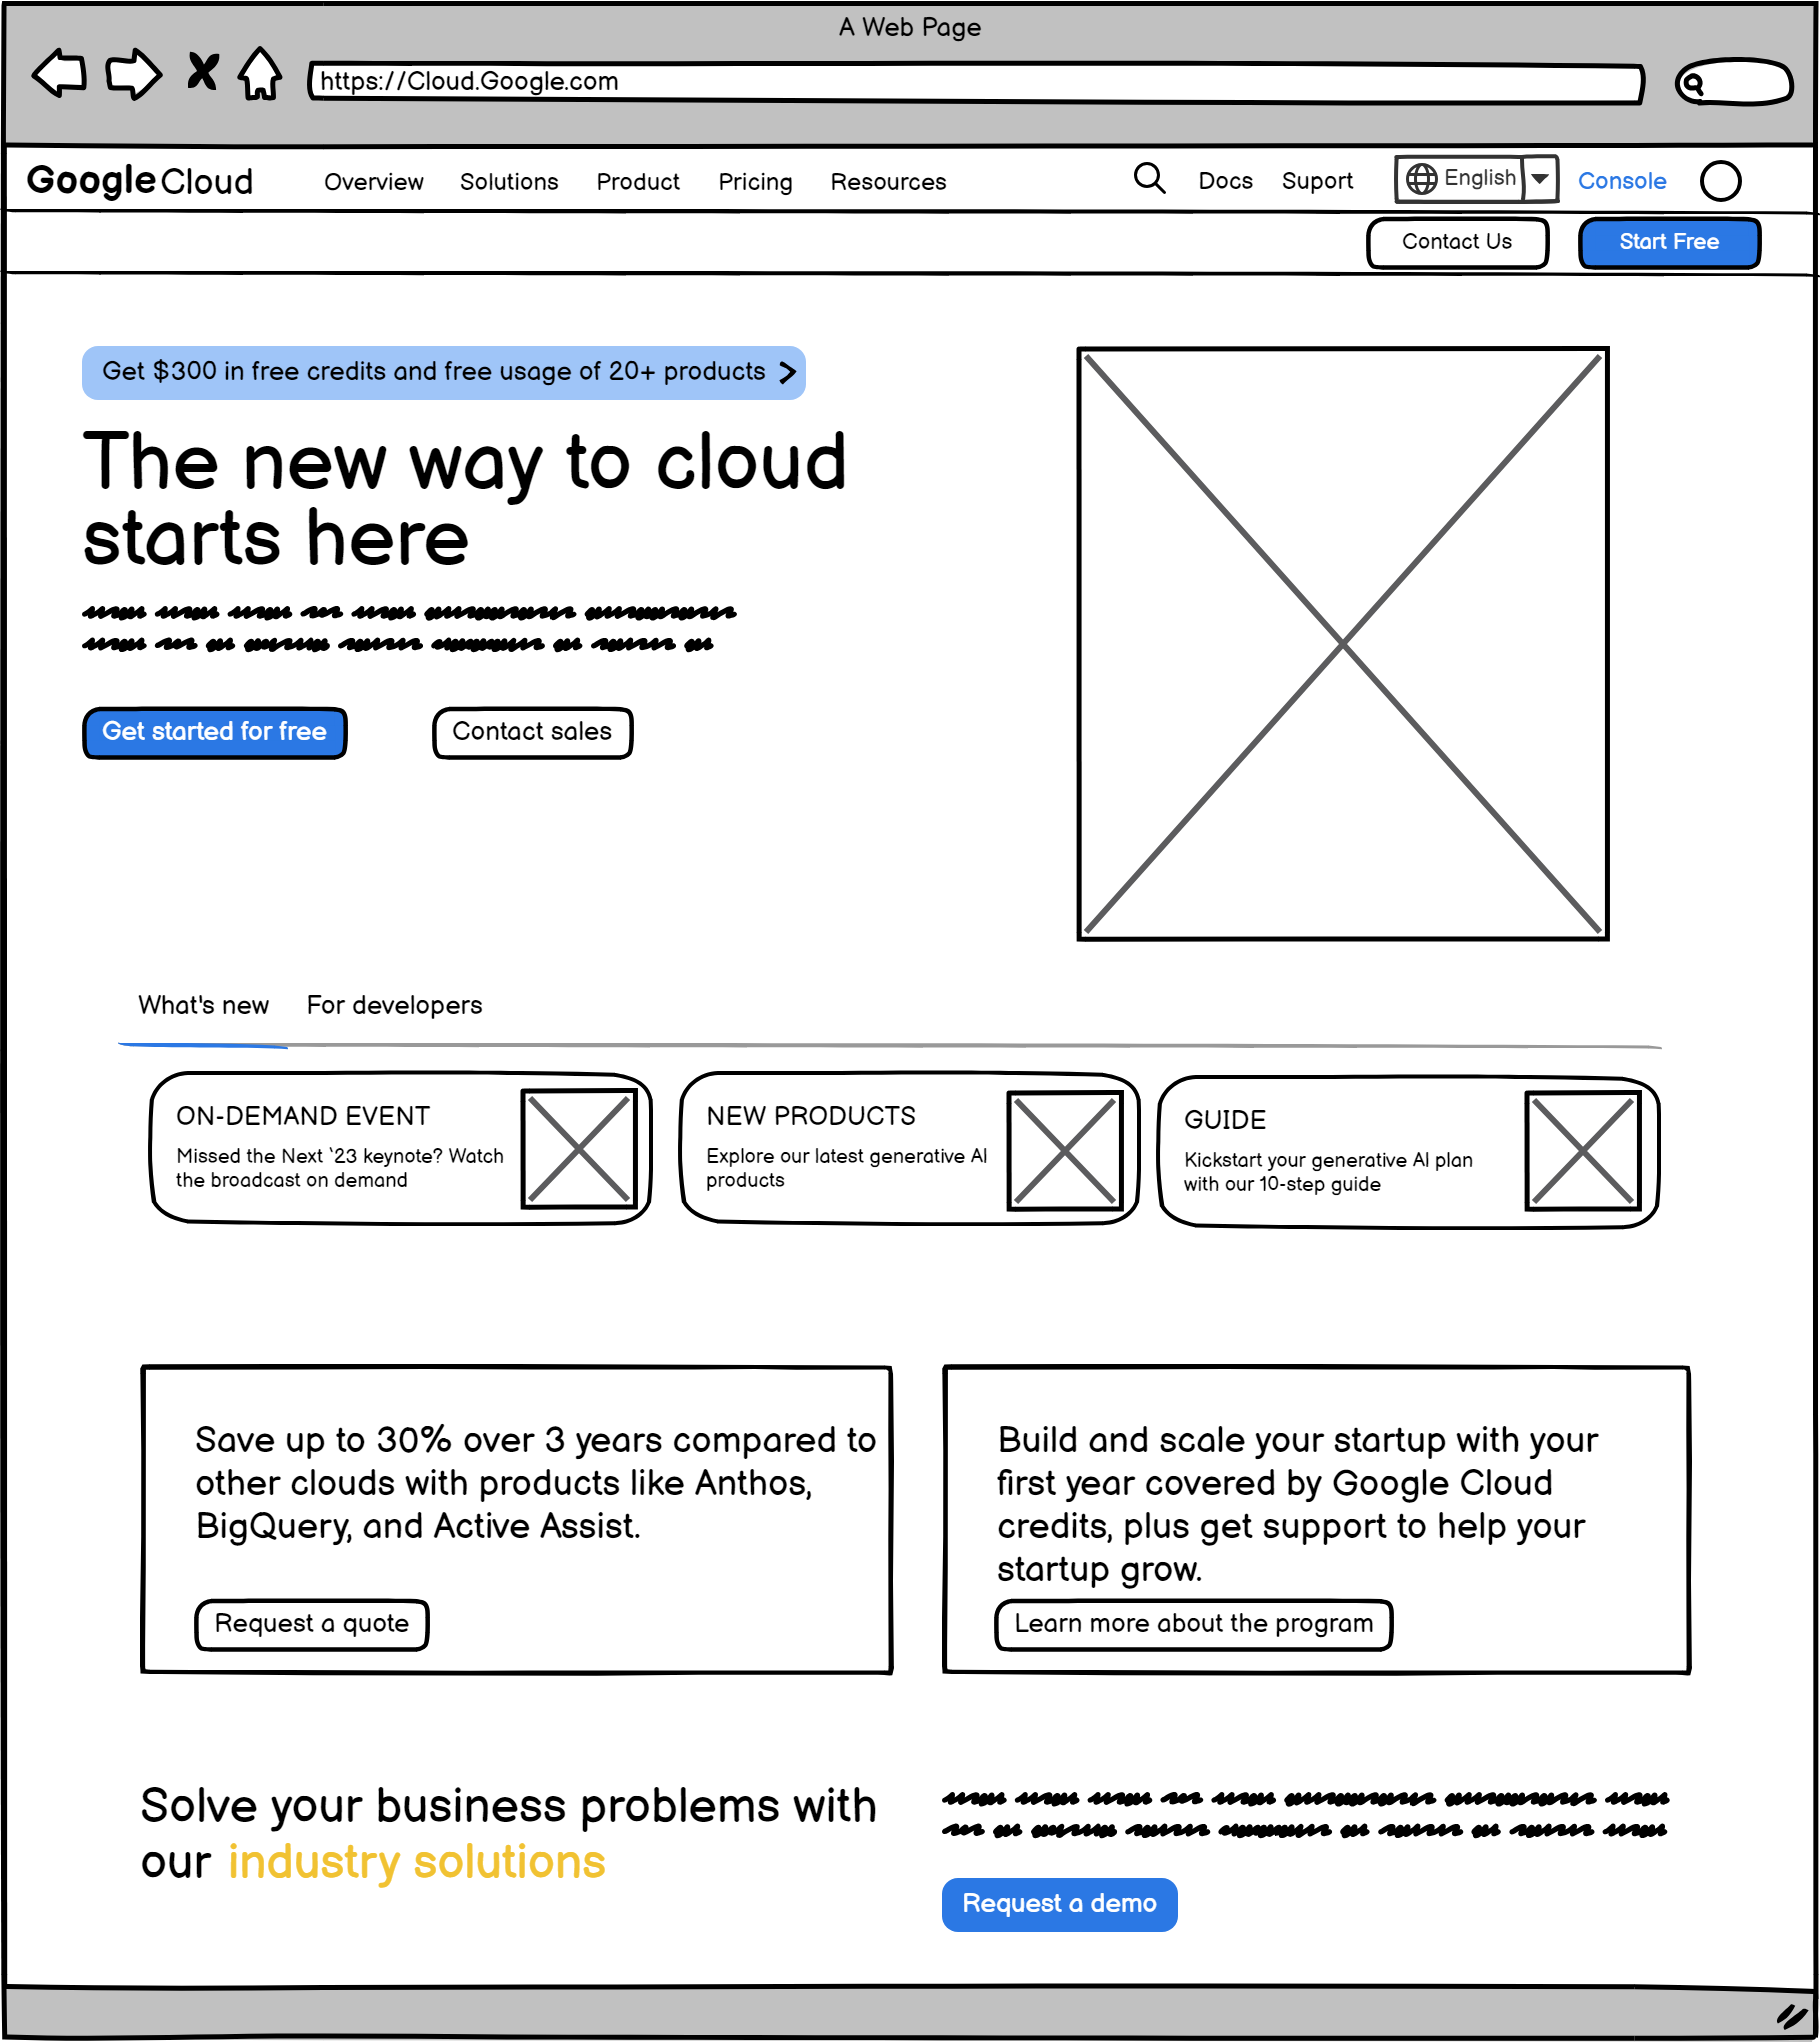 A Web Page
https://Cloud.Google.com
Google Cloud Overview Solutions Product Pricing Resources Docs Suport English Console
Contact Us Start Free
Get $300 in free credits and free usage of 20+ products
The new way to cloud
starts here
Get started for free Contact sales
What's new For developers
ON-DEMAND EVENT
Missed the Next `23 keynote? Watch
the broadcast on demand
NEW PRODUCTS
Explore our latest generative AI
products
GUIDE
Kickstart your generative AI plan
with our 10-step guide
Save up to 30% over 3 years compared to
other clouds with products like Anthos,
BigQuery, and Active Assist.
Request a quote
Build and scale your startup with your
first year covered by Google Cloud
credits, plus get support to help your
startup grow.
Learn more about the program
Solve your business problems with
our industry solutions
Request a demo